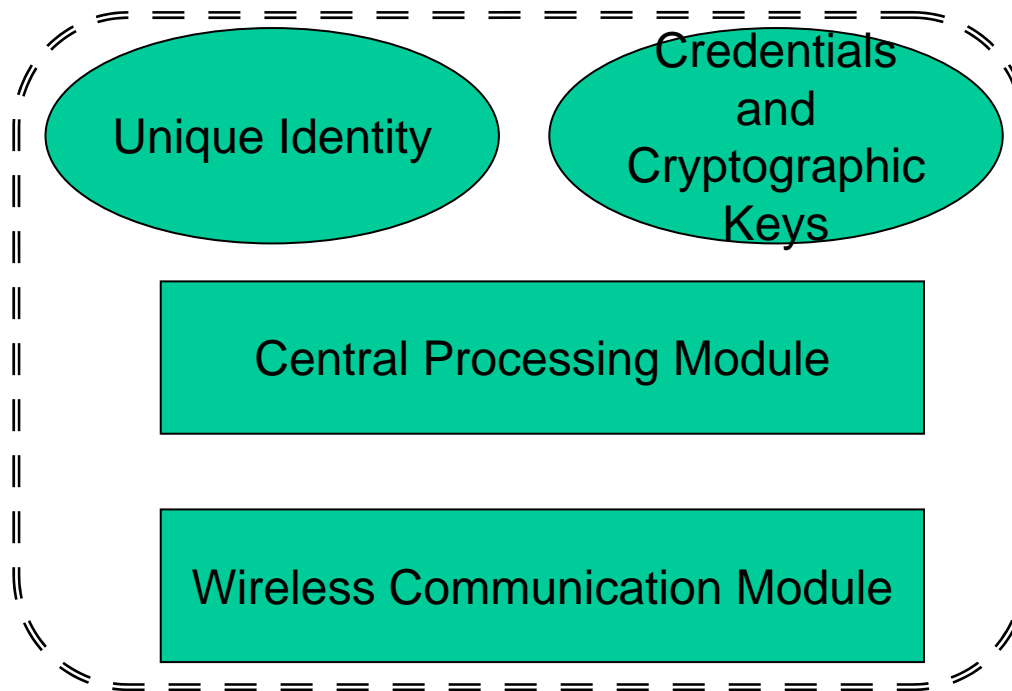 Unique Identity
Credentials
and
Cryptographic
Keys
Central Processing Module
Wireless Communication Module